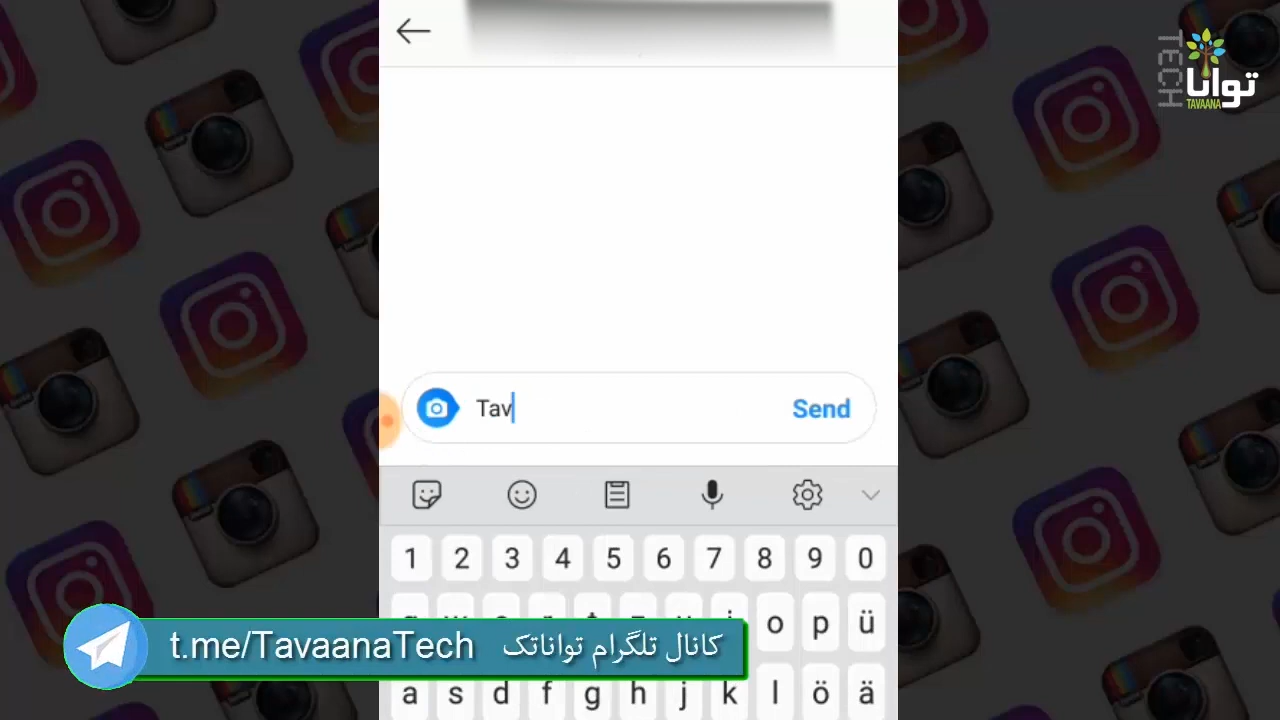 TECH
توانا
TAVAANA
Tav
Send
1 2 3 4 5 6 7 8 9 0
o p ü
t.me/TavaanaTech کانال تلگرام تواناتک
a s d f g h j k l ö ä